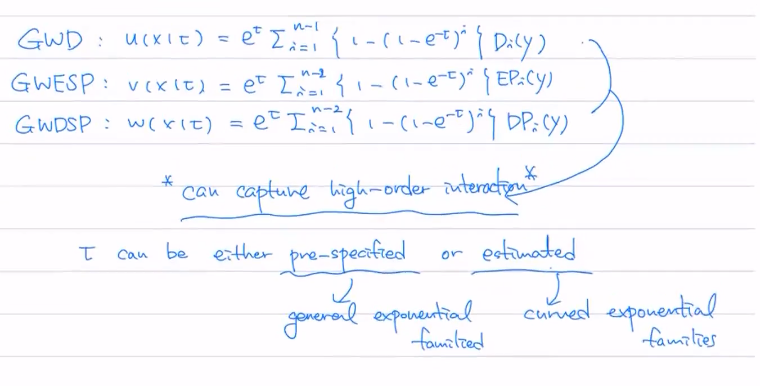 GWD : u(x|τ) = e^τ Σ_{i=1}^{n-1} { 1-(1-e^{-τ})^i } D_i(y)
GWESP : v(x|τ) = e^τ Σ_{i=1}^{n-2} { 1-(1-e^{-τ})^i } EP_i(y)
GWDSP : w(x|τ) = e^τ Σ_{i=1}^{n-2} { 1-(1-e^{-τ})^i } DP_i(y)
* can capture high-order interaction *
τ can be either pre-specified or estimated
general exponential familied
curved exponential families